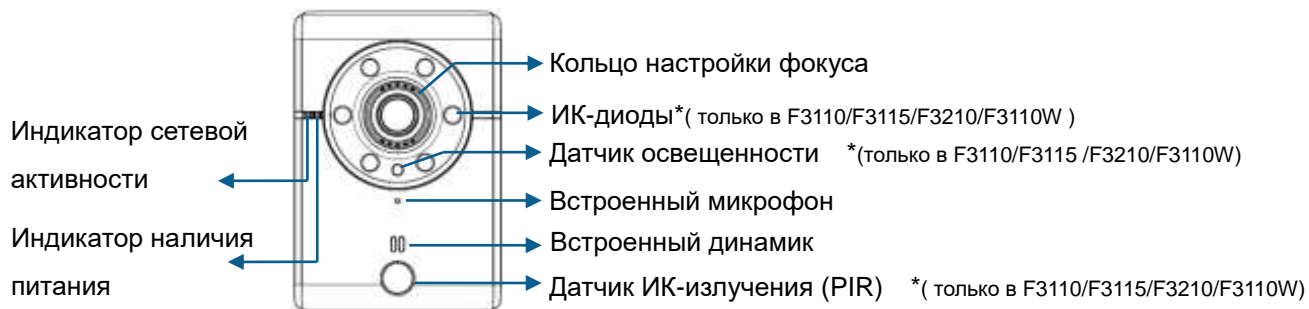 Кольцо настройки фокуса
ИК-диоды*( только в F3110/F3115/F3210/F3110W )
Датчик освещенности *(только в F3110/F3115 /F3210/F3110W)
Встроенный микрофон
Встроенный динамик
Датчик ИК-излучения (PIR) *( только в F3110/F3115/F3210/F3110W)
Индикатор сетевой
активности
Индикатор наличия
питания